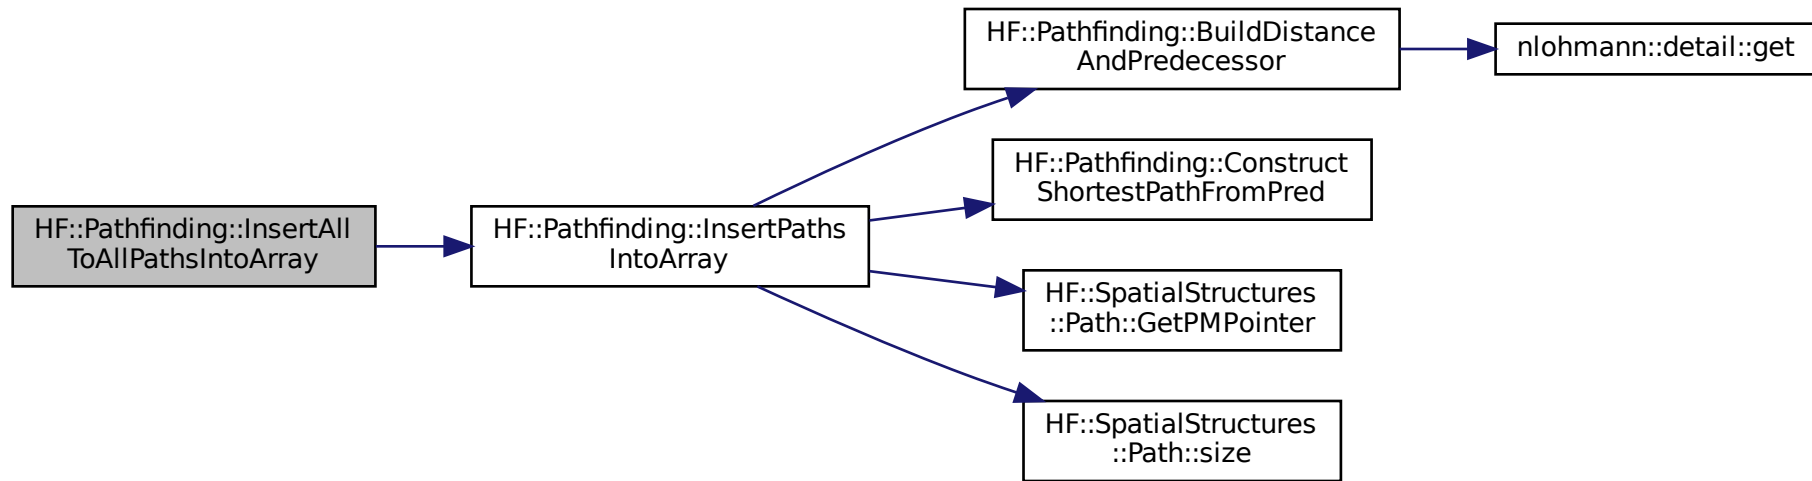 HF::Pathfinding::InsertAll
ToAllPathsIntoArray
HF::Pathfinding::InsertPaths
IntoArray
HF::Pathfinding::BuildDistance
AndPredecessor
nlohmann::detail::get
HF::Pathfinding::Construct
ShortestPathFromPred
HF::SpatialStructures
::Path::GetPMPointer
HF::SpatialStructures
::Path::size